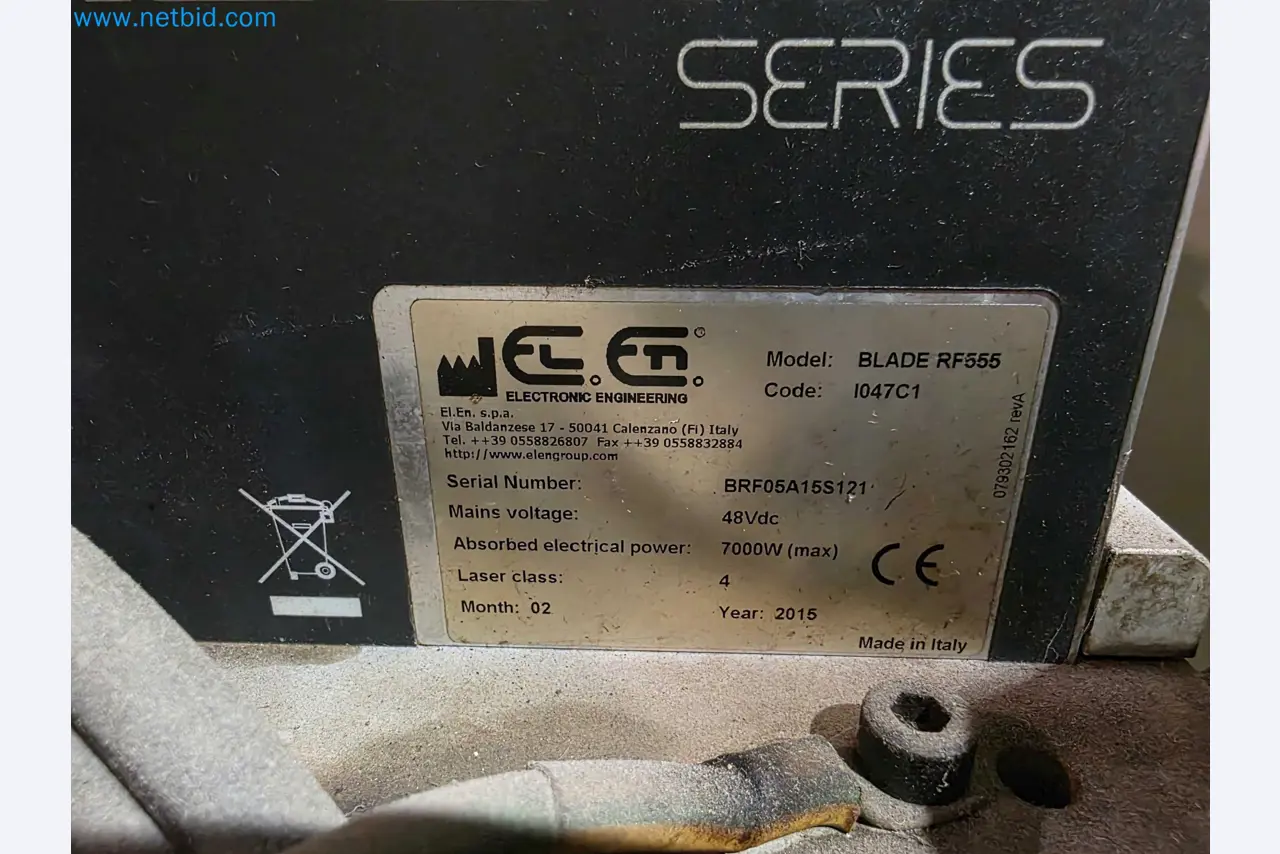 www.netbid.com
SERIES
El. En.
ELECTRONIC ENGINEERING
El.En. s.p.a.
Via Baldanzese 17 - 50041 Calenzano (Fi) Italy
Tel. ++39 0558826807 Fax ++39 0558832884
http://www.elengroup.com
Model: BLADE RF555
Code: I047C1
Serial Number: BRF05A15S121
Mains voltage: 48Vdc
Absorbed electrical power: 7000W (max)
CE
Laser class: 4
Month: 02 Year: 2015
Made in Italy
079302162 revA